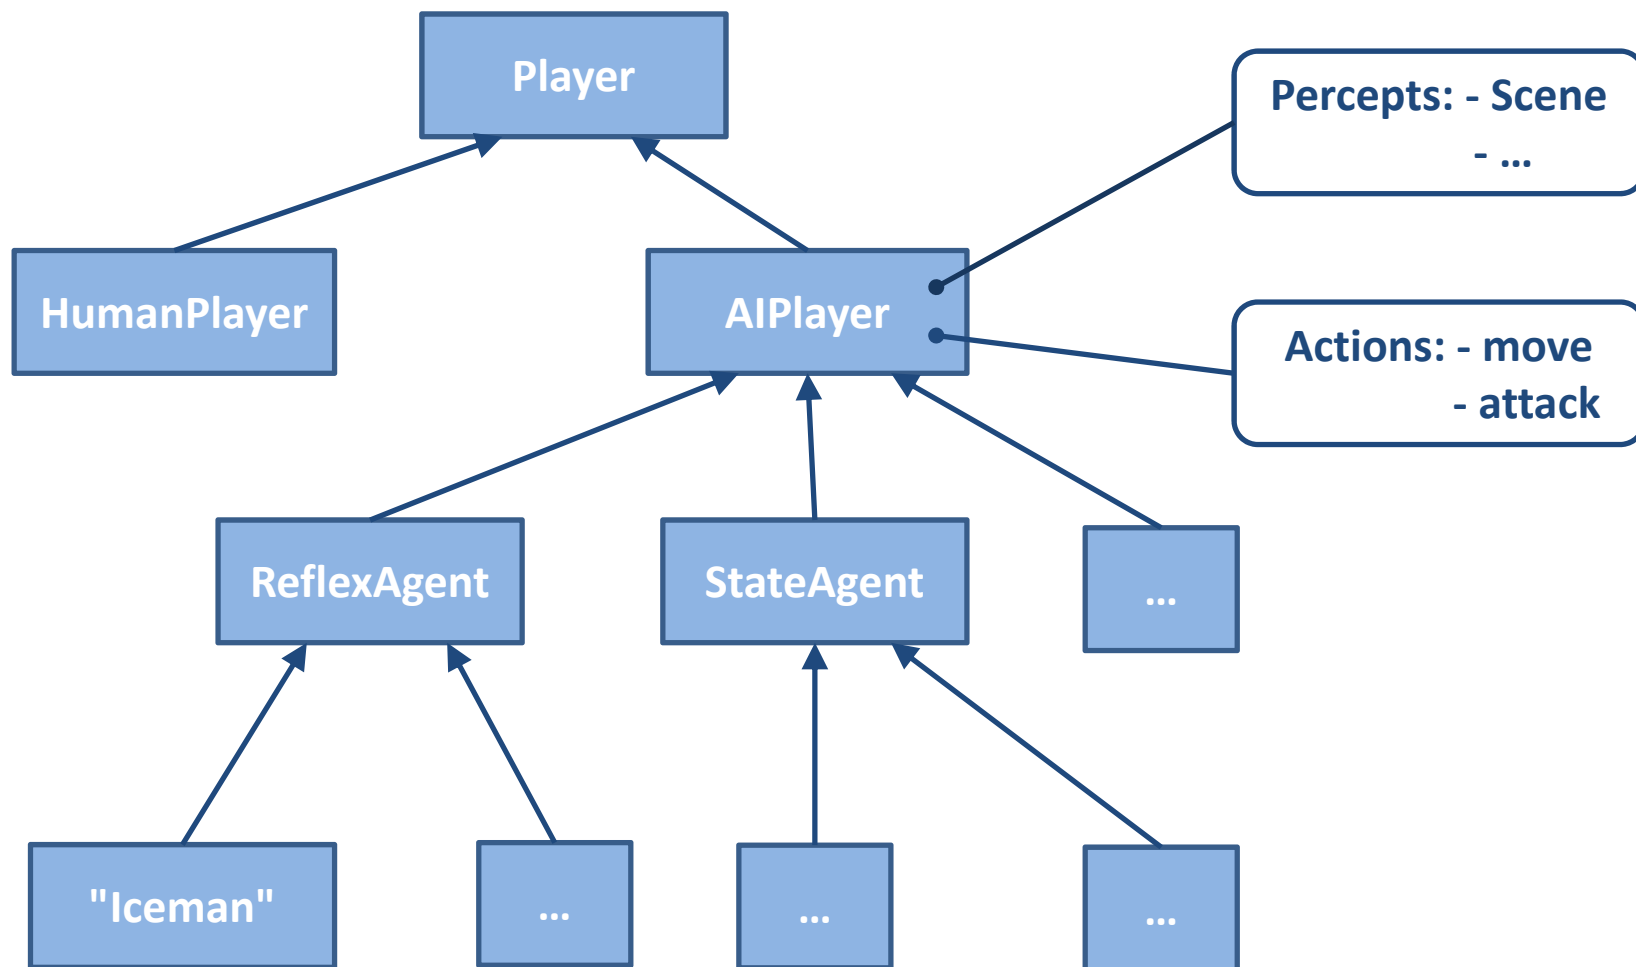 Player
Percepts: - Scene
- ...
HumanPlayer
AIPlayer
Actions: - move
- attack
ReflexAgent
StateAgent
...
"Iceman"
...
...
...